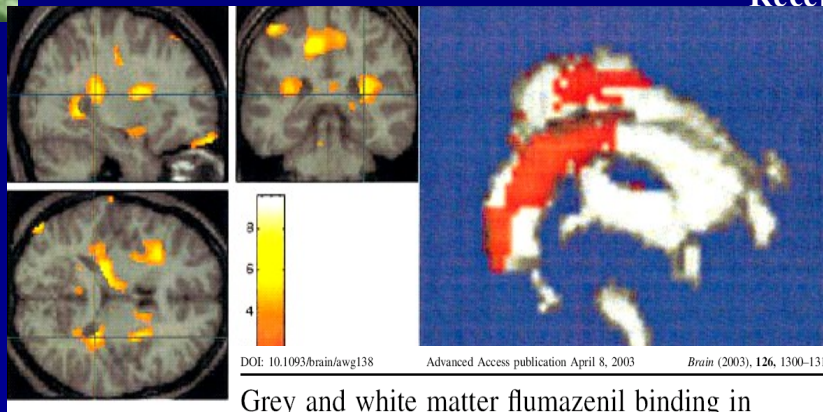 8
6
4
DOI: 10.1093/brain/awg138 Advanced Access publication April 8, 2003 Brain (2003), 126, 1300–131
Grey and white matter flumazenil binding in